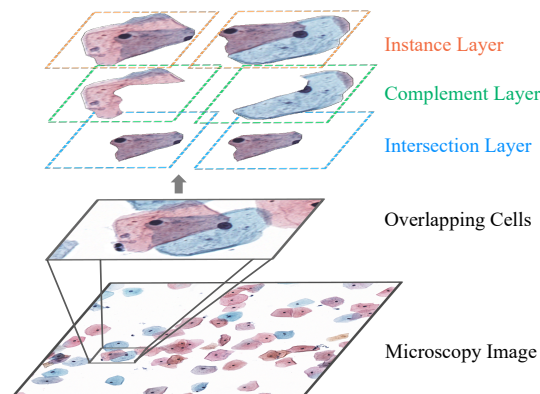 Instance Layer
Complement Layer
Intersection Layer
Overlapping Cells
Microscopy Image